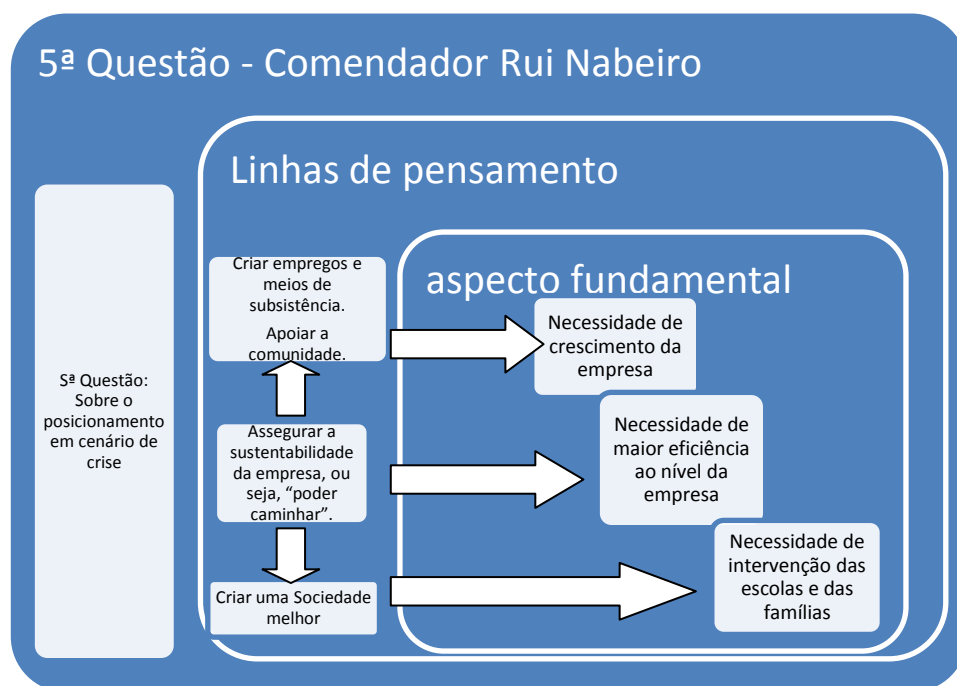 5ª Questão - Comendador Rui Nabeiro
Linhas de pensamento
aspecto fundamental
Sª Questão:
Sobre o
posicionamento
em cenário de
crise
Criar empregos e
meios de
subsistência.
Apoiar a
comunidade.
Assegurar a
sustentabilidade
da empresa, ou
seja, “poder
caminhar”.
Criar uma Sociedade
melhor
Necessidade de
crescimento da
empresa
Necessidade de
maior eficiência
ao nível da
empresa
Necessidade de
intervenção das
escolas e das
famílias